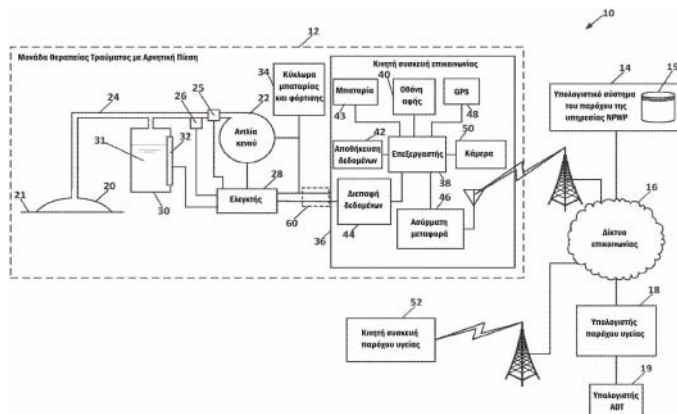 10
12
Μονάδα θεραπείας Τραύματος με Αρνητική Πίεση
34
Κύκλωμα
μπαταρίας
και φόρτισης
Κινητή συσκευή επικοινωνίας
40
Μπαταρία
43
Οθόνη
αφής
GPS
48
14
15
Υπολογιστικό σύστημα
του παρόχου της
υπηρεσίας NPWP
24
26
25
22
Αντλία
κενού
31
32
42
Αποθήκευση
δεδομένων
Επεξεργαστής
38
50
Κάμερα
28
Ελεγκτής
21
20
30
60
36
Διεπαφή
δεδομένων
44
46
Ασύρματη
μεταφορά
16
Δίκτυο
επικοινωνίας
52
Κινητή συσκευή
παρόχου υγείας
18
Υπολογιστής
παρόχου υγείας
19
Υπολογιστής
ADT